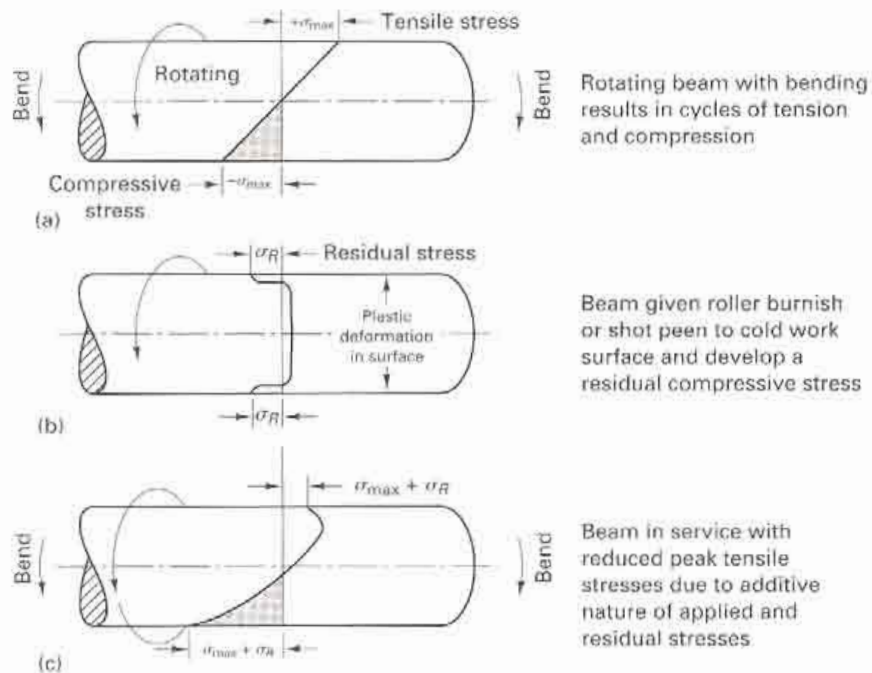 +σmax
Tensile stress
Bend
Rotating
Bend
Compressive
stress
−σmax
(a)
Rotating beam with bending
results in cycles of tension
and compression
σR
Residual stress
Plastic
deformation
in surface
σR
(b)
Beam given roller burnish
or shot peen to cold work
surface and develop a
residual compressive stress
σmax + σR
Bend
Bend
σmax + σR
(c)
Beam in service with
reduced peak tensile
stresses due to additive
nature of applied and
residual stresses